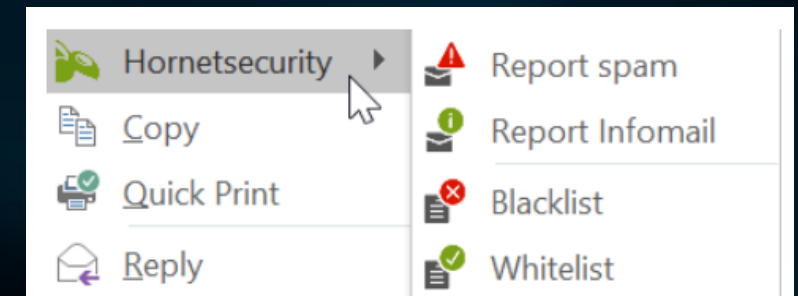 Hornetsecurity
Copy
Quick Print
Reply
Report spam
Report Infomail
Blacklist
Whitelist